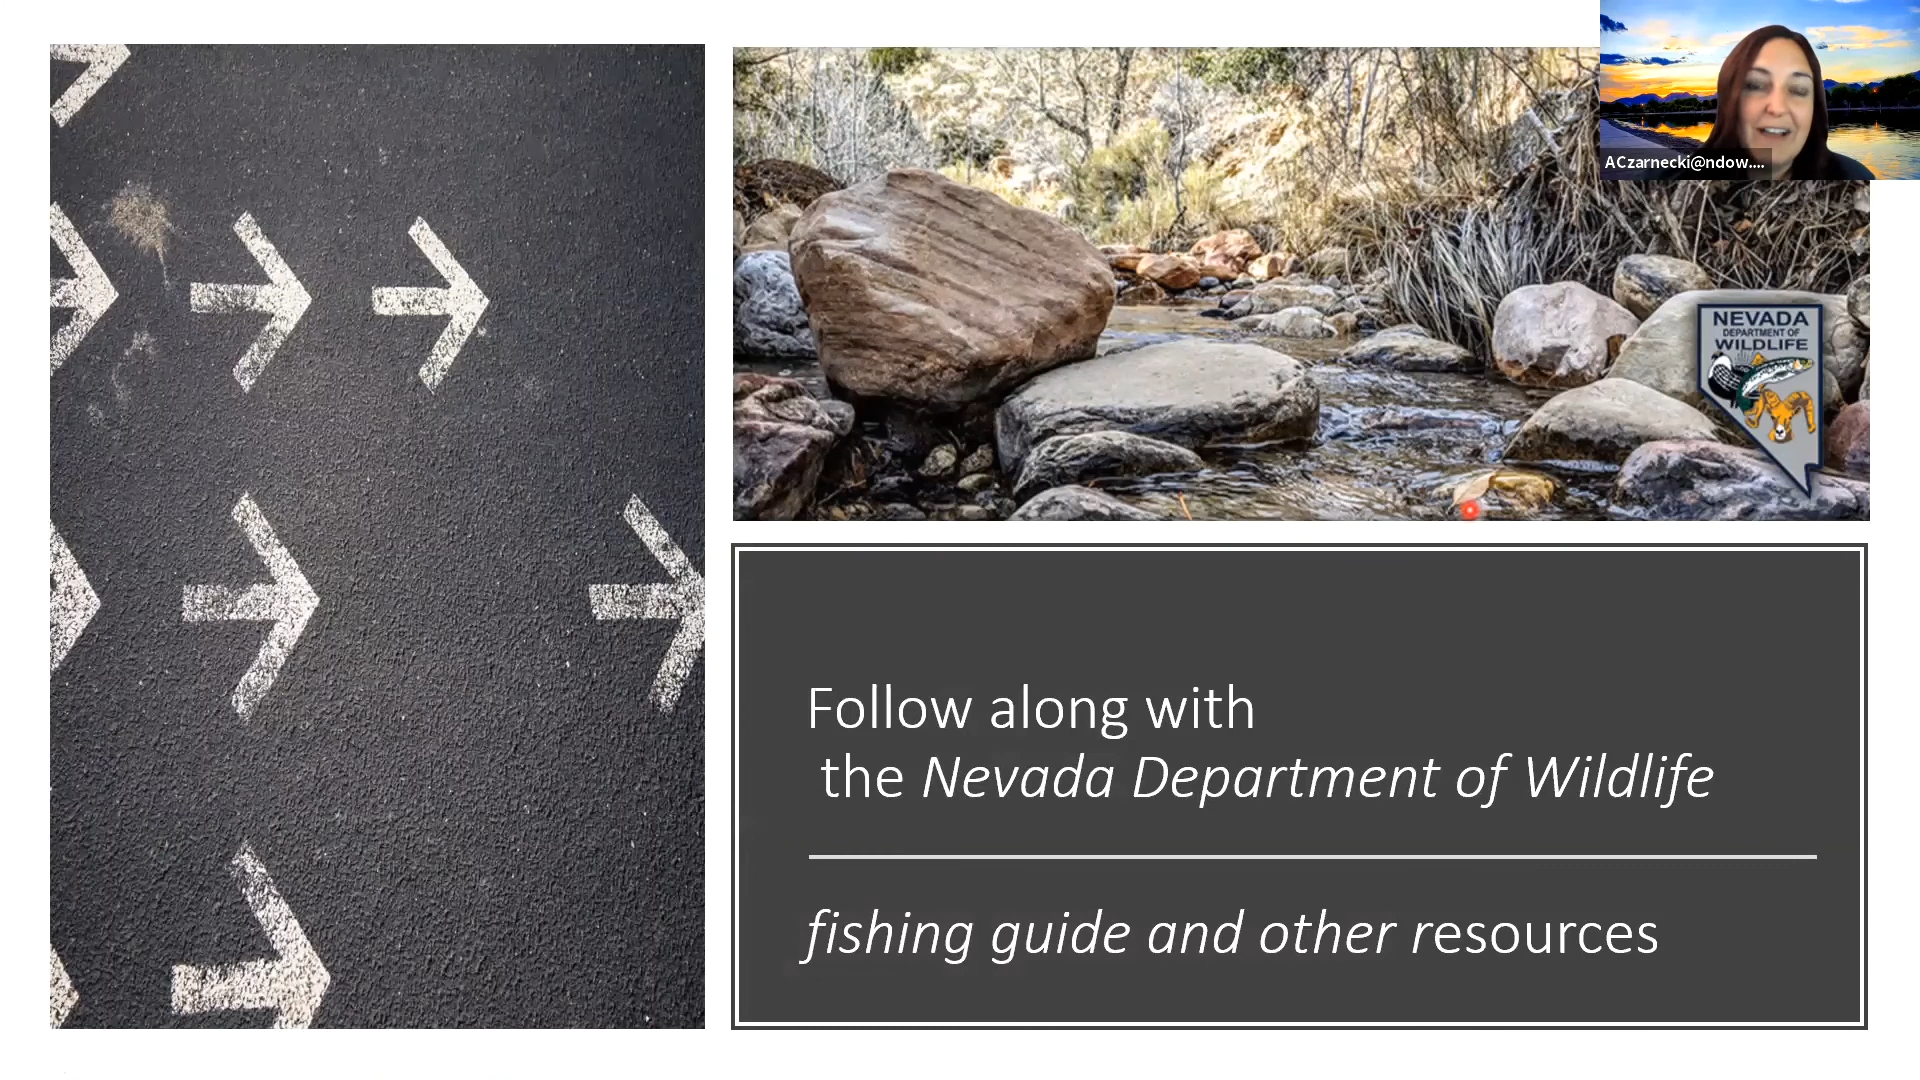 ACzarnecki@ndow....
NEVADA
DEPARTMENT OF
WILDLIFE
Follow along with
the Nevada Department of Wildlife
fishing guide and other resources